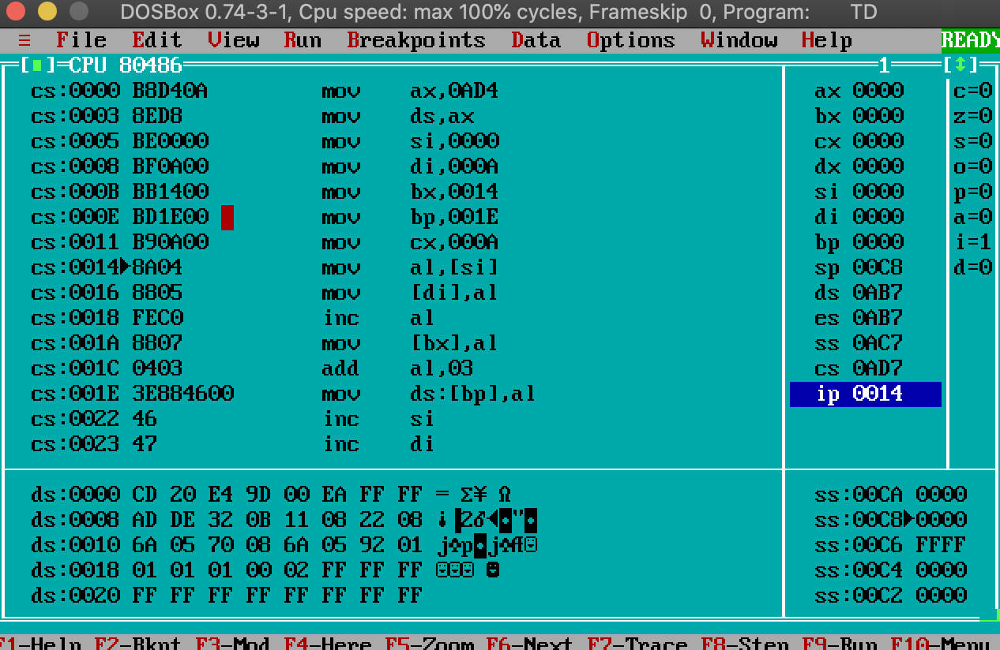 DOSBox 0.74-3-1, Cpu speed: max 100% cycles, Frameskip 0, Program: TD
≡ File Edit View Run Breakpoints Data Options Window Help READY
[■]=CPU 80486 1 [↕]
cs:0000 B8D40A mov ax,0AD4 ax 0000 c=0
cs:0003 8ED8 mov ds,ax bx 0000 z=0
cs:0005 BE0000 mov si,0000 cx 0000 s=0
cs:0008 BF0A00 mov di,000A dx 0000 o=0
cs:000B BB1400 mov bx,0014 si 0000 p=0
cs:000E BD1E00 mov bp,001E di 0000 a=0
cs:0011 B90A00 mov cx,000A bp 0000 i=1
cs:0014►8A04 mov al,[si] sp 00C8 d=0
cs:0016 8805 mov [di],al ds 0AB7
cs:0018 FEC0 inc al es 0AB7
cs:001A 8807 mov [bx],al ss 0AC7
cs:001C 0403 add al,03 cs 0AD7
cs:001E 3E884600 mov ds:[bp],al ip 0014
cs:0022 46 inc si
cs:0023 47 inc di
ds:0000 CD 20 E4 9D 00 EA FF FF = Σ¥ Ω ss:00CA 0000
ds:0008 AD DE 32 0B 11 08 22 08 ¡▐2♂◄◘"◘ ss:00C8►0000
ds:0010 6A 05 70 08 6A 05 92 01 j♣p◘j♣Æ☺ ss:00C6 FFFF
ds:0018 01 01 01 00 02 FF FF FF ☺☺☺ ☻ ss:00C4 0000
ds:0020 FF FF FF FF FF FF FF FF ss:00C2 0000
F1-Help F2-Bkpt F3-Mod F4-Here F5-Zoom F6-Next F7-Trace F8-Step F9-Run F10-Menu